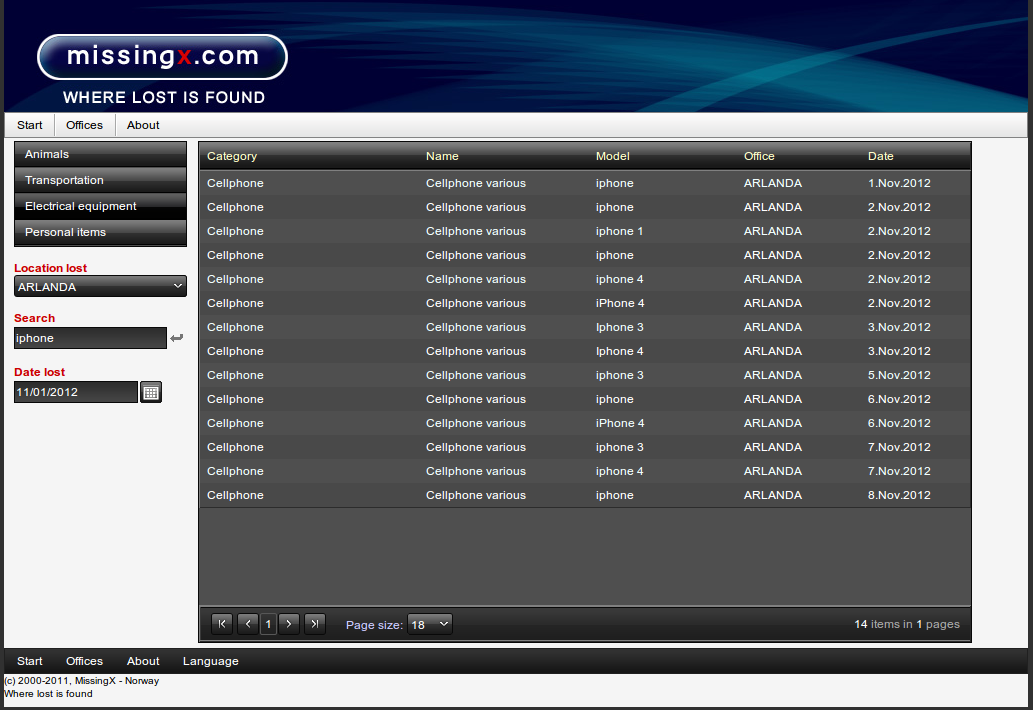 missingx.com
WHERE LOST IS FOUND
Start Offices About
Animals
Transportation
Electrical equipment
Personal items
Location lost
ARLANDA
Search
iphone
Date lost
11/01/2012
Category Name Model Office Date
Cellphone Cellphone various iphone ARLANDA 1.Nov.2012
Cellphone Cellphone various iphone ARLANDA 2.Nov.2012
Cellphone Cellphone various iphone 1 ARLANDA 2.Nov.2012
Cellphone Cellphone various iphone ARLANDA 2.Nov.2012
Cellphone Cellphone various iphone 4 ARLANDA 2.Nov.2012
Cellphone Cellphone various iPhone 4 ARLANDA 2.Nov.2012
Cellphone Cellphone various Iphone 3 ARLANDA 3.Nov.2012
Cellphone Cellphone various Iphone 4 ARLANDA 3.Nov.2012
Cellphone Cellphone various iphone 3 ARLANDA 5.Nov.2012
Cellphone Cellphone various iphone ARLANDA 6.Nov.2012
Cellphone Cellphone various iPhone 4 ARLANDA 6.Nov.2012
Cellphone Cellphone various iphone 3 ARLANDA 7.Nov.2012
Cellphone Cellphone various iphone 4 ARLANDA 7.Nov.2012
Cellphone Cellphone various iphone ARLANDA 8.Nov.2012
1 Page size: 18 14 items in 1 pages
Start Offices About Language
(c) 2000-2011, MissingX - Norway
Where lost is found